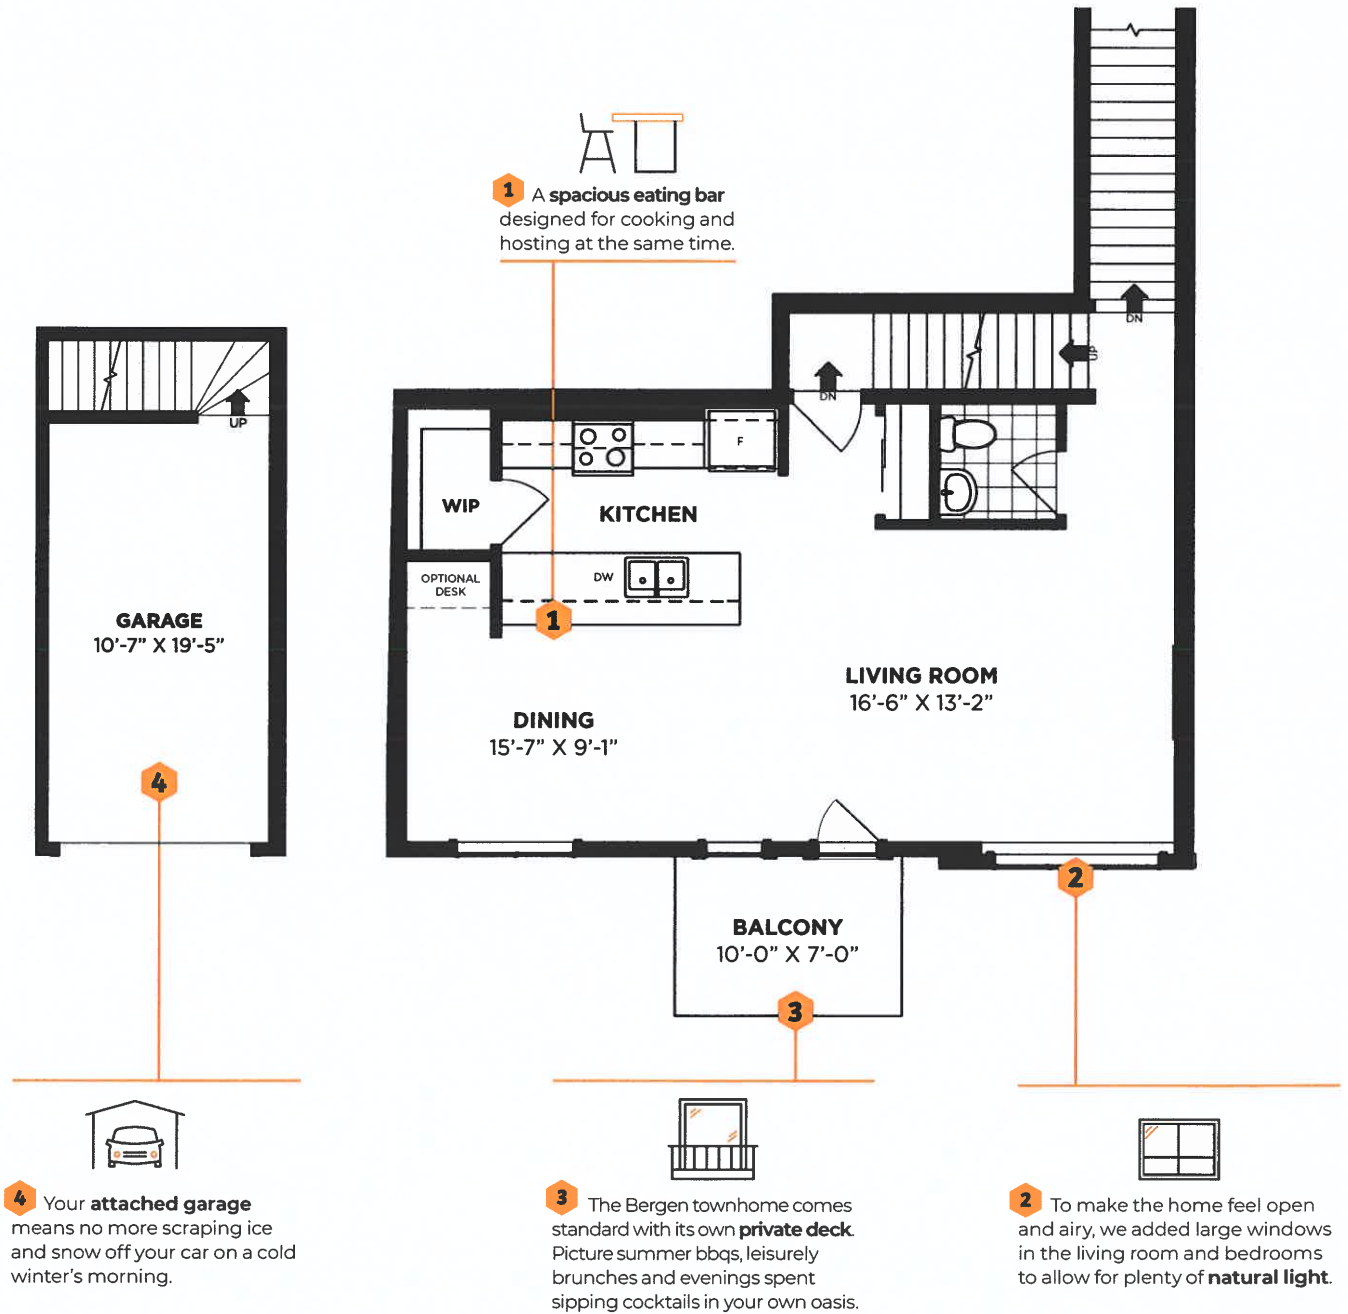 1 A spacious eating bar
designed for cooking and
hosting at the same time.
DN
UP
DN
UP
F
WIP
KITCHEN
OPTIONAL
DESK
DW
1
GARAGE
10'-7" X 19'-5"
LIVING ROOM
16'-6" X 13'-2"
DINING
15'-7" X 9'-1"
4
2
BALCONY
10'-0" X 7'-0"
3
4 Your attached garage
means no more scraping ice
and snow off your car on a cold
winter's morning.
3 The Bergen townhome comes
standard with its own private deck.
Picture summer bbqs, leisurely
brunches and evenings spent
sipping cocktails in your own oasis.
2 To make the home feel open
and airy, we added large windows
in the living room and bedrooms
to allow for plenty of natural light.